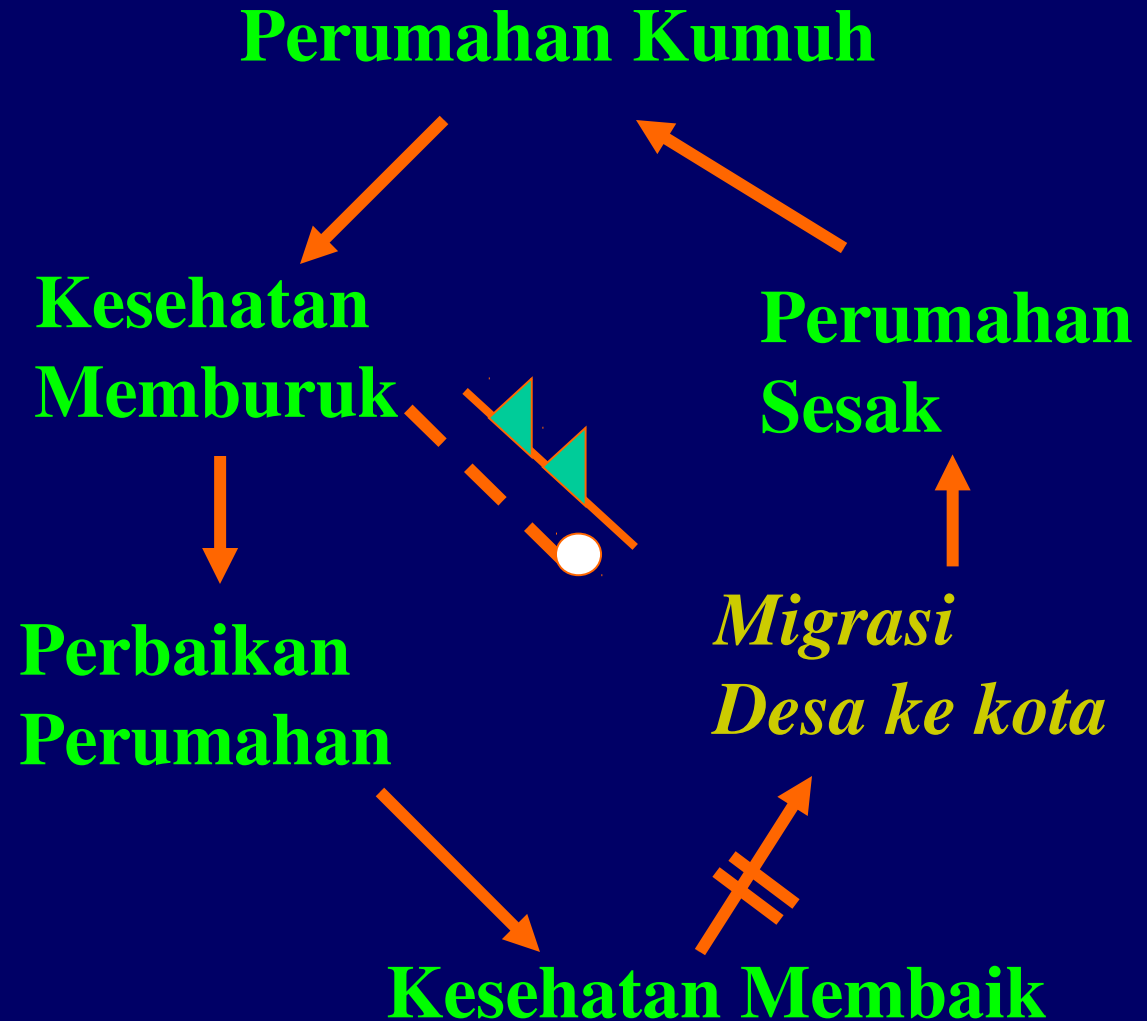 Perumahan Kumuh
Kesehatan
Memburuk
Perumahan
Sesak
Perbaikan
Perumahan
Migrasi
Desa ke kota
Kesehatan Membaik